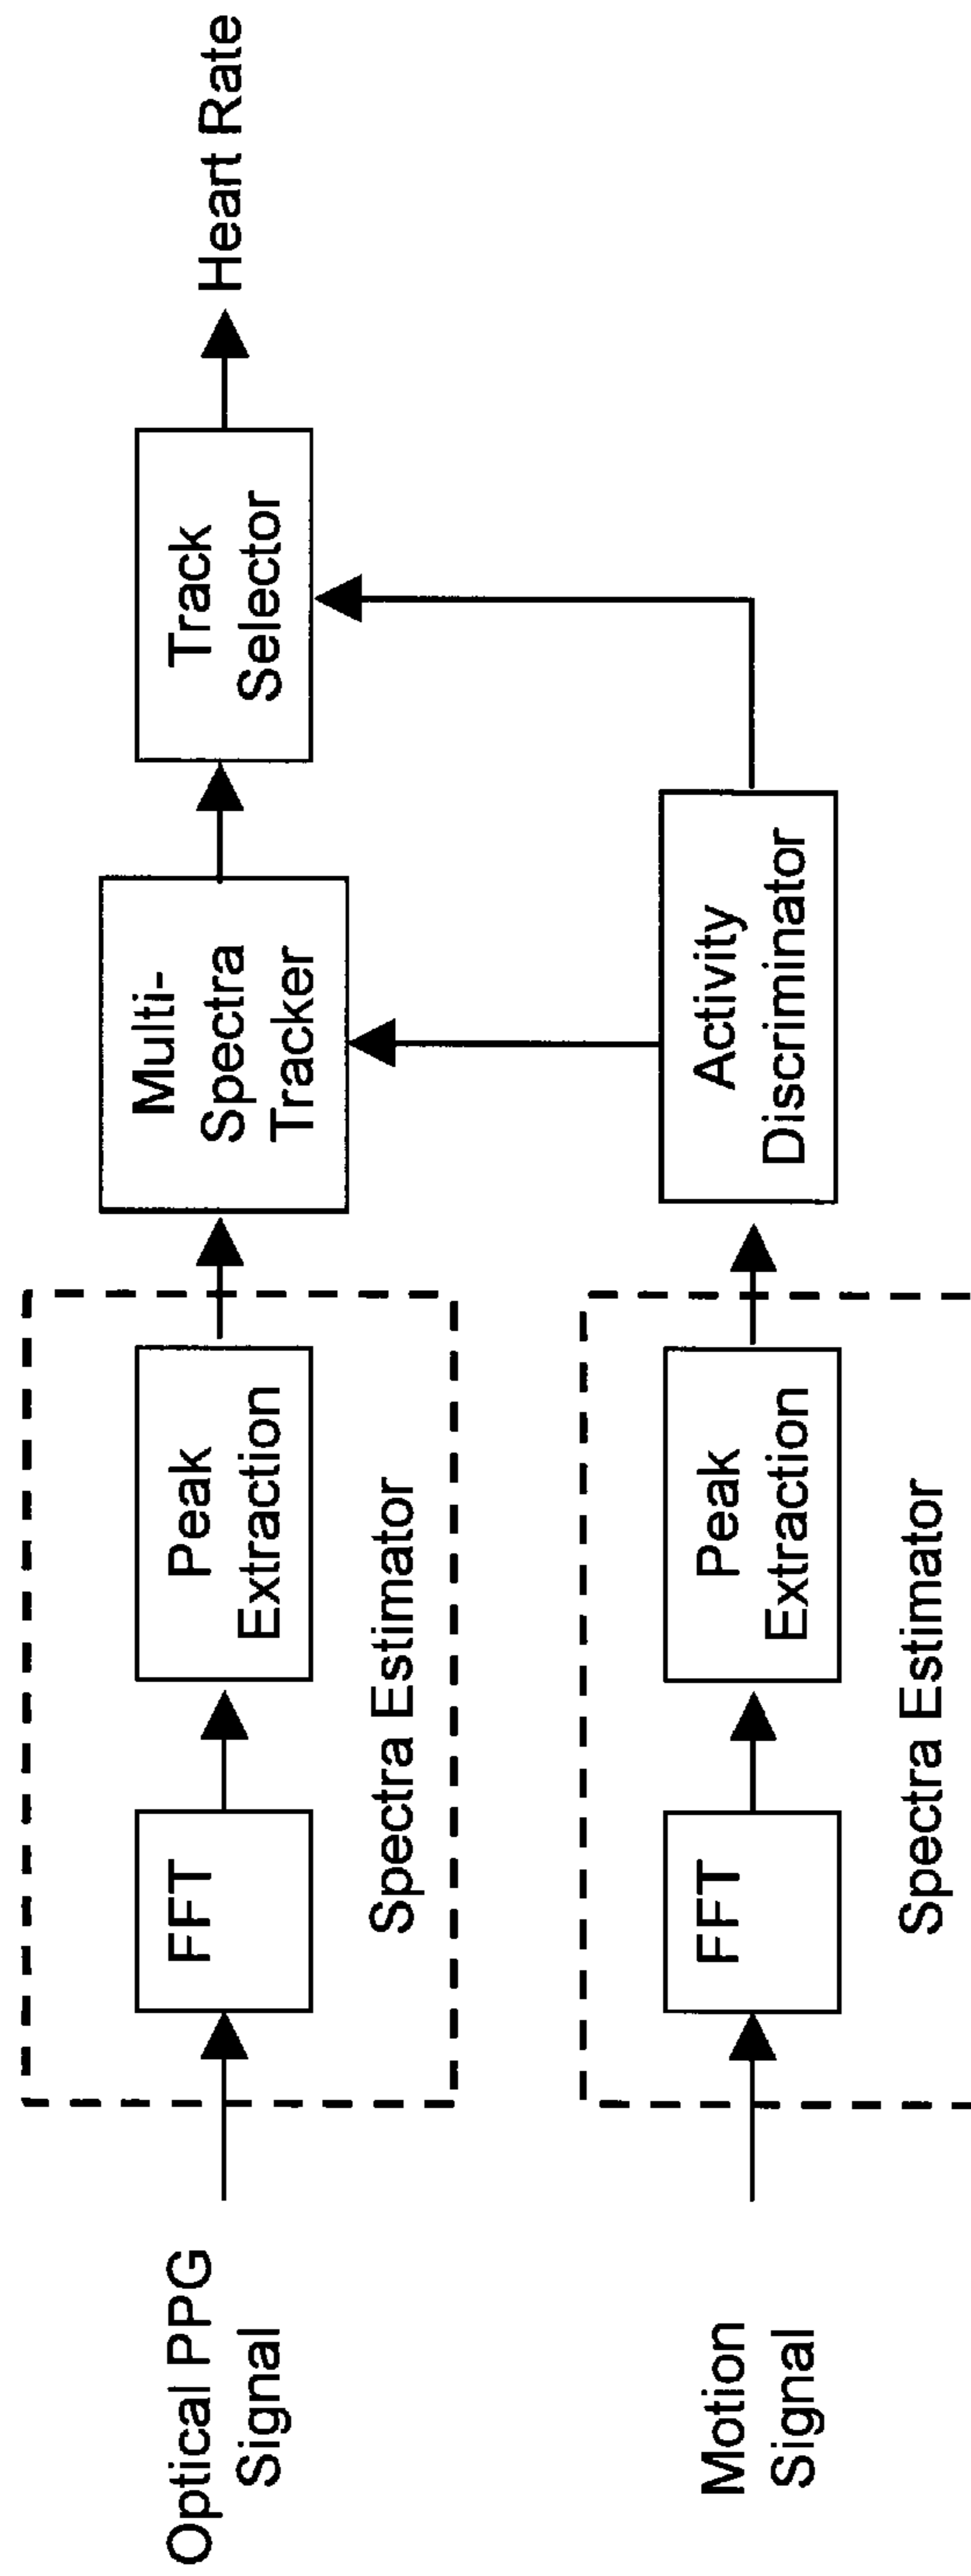 Optical PPG
Signal
FFT
Peak
Extraction
Spectra Estimator
Multi-
Spectra
Tracker
Track
Selector
Heart Rate
Motion
Signal
FFT
Peak
Extraction
Spectra Estimator
Activity
Discriminator